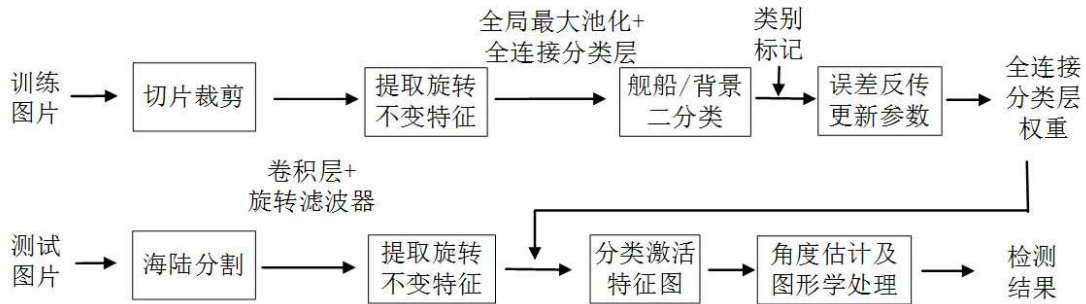 全局最大池化+
全连接分类层
类别
标记
训练
图片
切片裁剪
提取旋转
不变特征
舰船/背景
二分类
误差反传
更新参数
全连接
分类层
权重
卷积层+
旋转滤波器
测试
图片
海陆分割
提取旋转
不变特征
分类激活
特征图
角度估计及
图形学处理
检测
结果